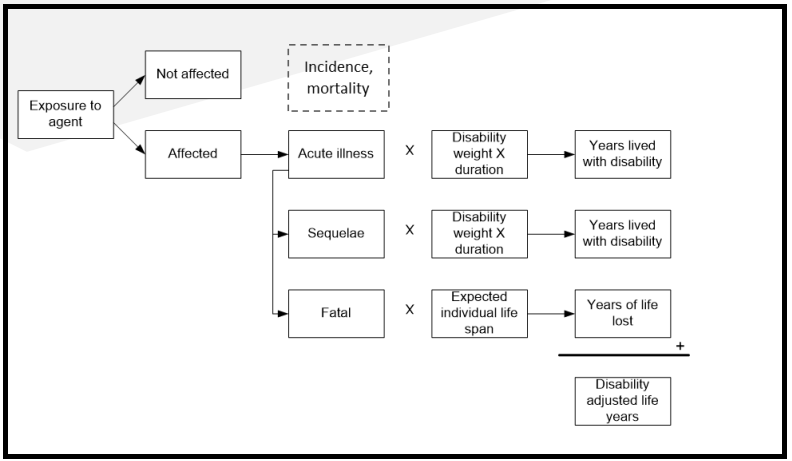 Not affected
Incidence,
mortality
Exposure to
agent
Affected
Acute illness
X
Disability
weight X
duration
Years lived
with disability
Sequelae
X
Disability
weight X
duration
Years lived
with disability
Fatal
X
Expected
individual life
span
Years of life
lost
+
Disability
adjusted life
years